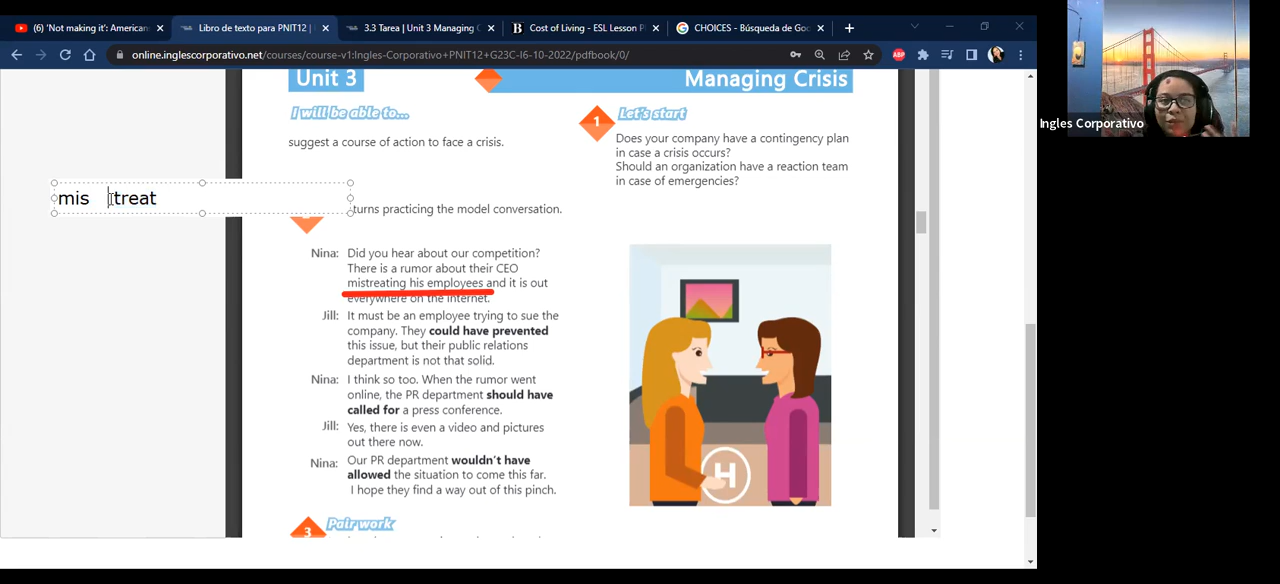 (6) 'Not making it': American
Libro de texto para PNIT12 |
3.3 Tarea | Unit 3 Managing C
Cost of Living - ESL Lesson P
CHOICES - Búsqueda de Goo
online.inglescorporativo.net/courses/course-v1:Ingles-Corporativo+PNIT12+G23C-I6-10-2022/pdfbook/0/
ABP
Ingles Corporativo
Unit 3
Managing Crisis
I will be able to...
suggest a course of action to face a crisis.
1
Let's start
Does your company have a contingency plan
in case a crisis occurs?
Should an organization have a reaction team
in case of emergencies?
mis treat
turns practicing the model conversation.
Nina: Did you hear about our competition?
There is a rumor about their CEO
mistreating his employees and it is out
everywhere on the internet.
Jill: It must be an employee trying to sue the
company. They could have prevented
this issue, but their public relations
department is not that solid.
Nina: I think so too. When the rumor went
online, the PR department should have
called for a press conference.
Jill: Yes, there is even a video and pictures
out there now.
Nina: Our PR department wouldn't have
allowed the situation to come this far.
I hope they find a way out of this pinch.
H
3
Pair work